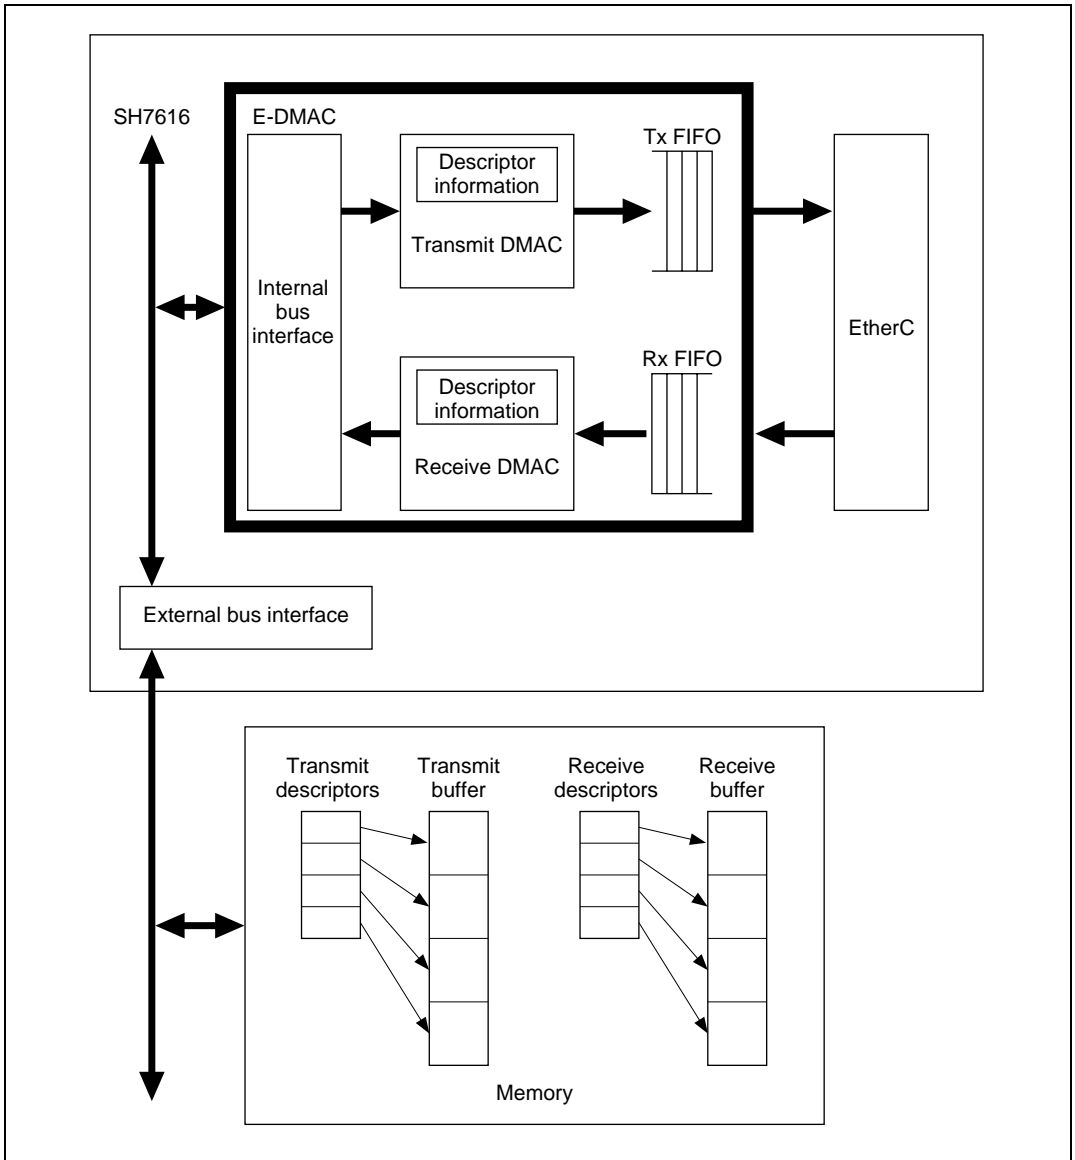 SH7616
E-DMAC
Tx FIFO
Descriptor
information
Transmit DMAC
Internal
bus
interface
EtherC
Rx FIFO
Descriptor
information
Receive DMAC
External bus interface
Transmit
descriptors
Transmit
buffer
Receive
descriptors
Receive
buffer
Memory